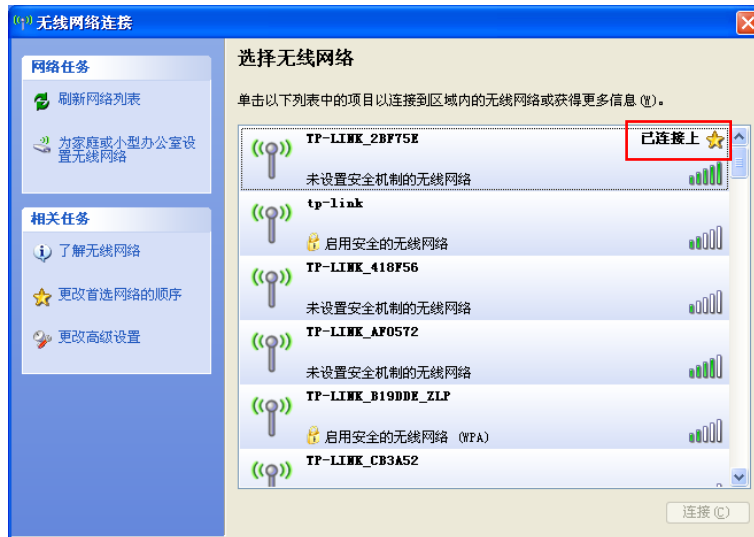 无线网络连接
网络任务
刷新网络列表
为家庭或小型办公室设
置无线网络
相关任务
了解无线网络
更改首选网络的顺序
更改高级设置
选择无线网络
单击以下列表中的项目以连接到区域内的无线网络或获得更多信息(W)。
TP-LINK_2BF75E
已连接上
未设置安全机制的无线网络
tp-link
启用安全的无线网络
TP-LINK_418F56
未设置安全机制的无线网络
TP-LINK_AF0572
未设置安全机制的无线网络
TP-LINK_B19DDE_ZLP
启用安全的无线网络 (WPA)
TP-LINK_CB3A52
连接(C)